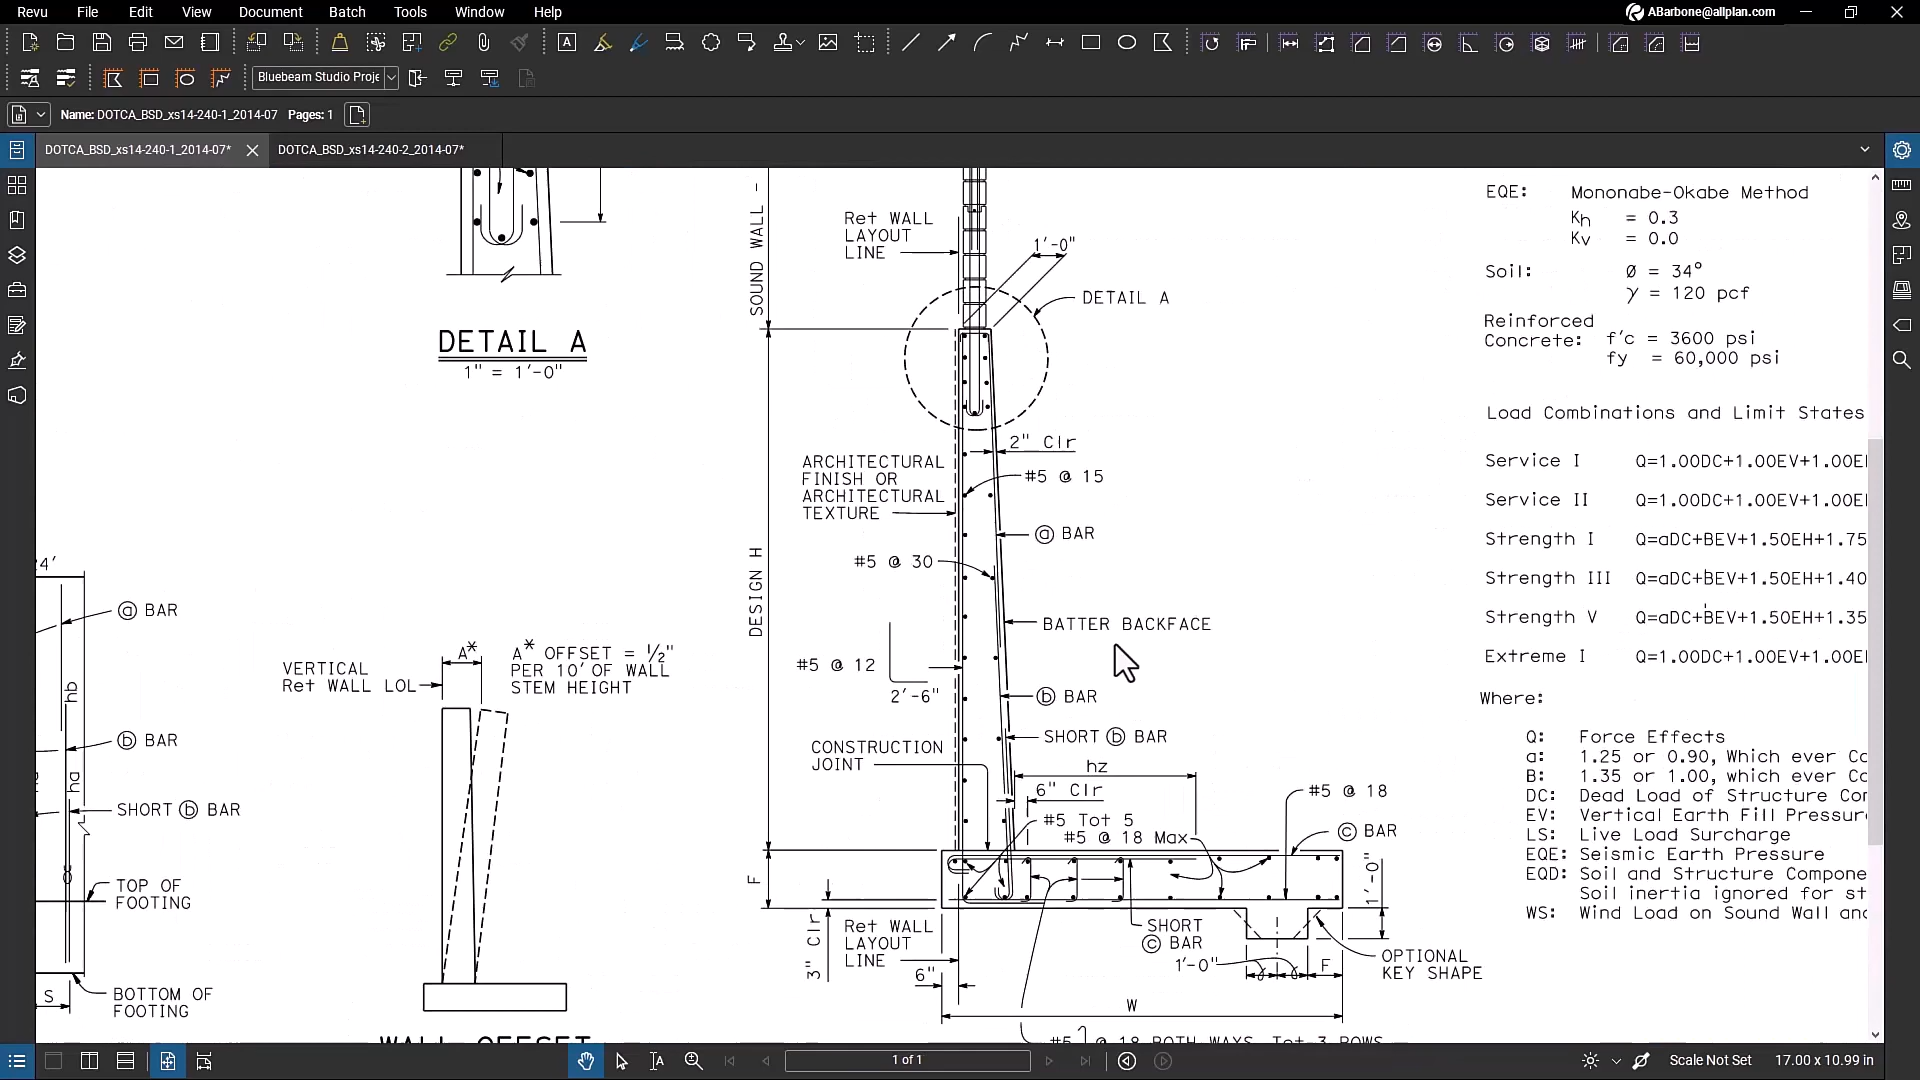 Revu File Edit View Document Batch Tools Window Help
ABarbone@allplan.com
Bluebeam Studio Proje
Name: DOTCA_BSD_xs14-240-1_2014-07 Pages: 1
DOTCA_BSD_xs14-240-1_2014-07*
DOTCA_BSD_xs14-240-2_2014-07*
DETAIL A
1" = 1'-0"
24'
ⓐ BAR
ⓑ BAR
SHORT ⓑ BAR
hb
ha
TOP OF
FOOTING
BOTTOM OF
FOOTING
S
VERTICAL
Ret WALL LOL
A*
A* OFFSET = ½"
PER 10' OF WALL
STEM HEIGHT
WALL OFFSET
SOUND WALL -
Ret WALL
LAYOUT
LINE
1'-0"
DETAIL A
DESIGN H
ARCHITECTURAL
FINISH OR
ARCHITECTURAL
TEXTURE
2" Clr
#5 @ 15
ⓐ BAR
#5 @ 30
BATTER BACKFACE
#5 @ 12
2'-6"
ⓑ BAR
SHORT ⓑ BAR
CONSTRUCTION
JOINT
hz
6" Clr
#5 @ 18
#5 Tot 5
#5 @ 18 Max
ⓒ BAR
F
1'-0"
3" Clr
Ret WALL
LAYOUT
LINE
6"
SHORT
ⓒ BAR
1'-0"
F
OPTIONAL
KEY SHAPE
W
#5 @ 18 BOTH WAYS, Tot 3 ROWS
EQE: Mononabe-Okabe Method
Kh = 0.3
Kv = 0.0
Soil: Ø = 34°
γ = 120 pcf
Reinforced
Concrete: f'c = 3600 psi
fy = 60,000 psi
Load Combinations and Limit States
Service I Q=1.00DC+1.00EV+1.00E
Service II Q=1.00DC+1.00EV+1.00E
Strength I Q=aDC+BEV+1.50EH+1.75
Strength III Q=aDC+BEV+1.50EH+1.40
Strength V Q=aDC+BEV+1.50EH+1.35
Extreme I Q=1.00DC+1.00EV+1.00E
Where:
Q: Force Effects
a: 1.25 or 0.90, Which ever Co
B: 1.35 or 1.00, which ever Co
DC: Dead Load of Structure Co
EV: Vertical Earth Fill Pressur
LS: Live Load Surcharge
EQE: Seismic Earth Pressure
EQD: Soil and Structure Compone
Soil inertia ignored for st
WS: Wind Load on Sound Wall an
1 of 1
Scale Not Set
17.00 x 10.99 in